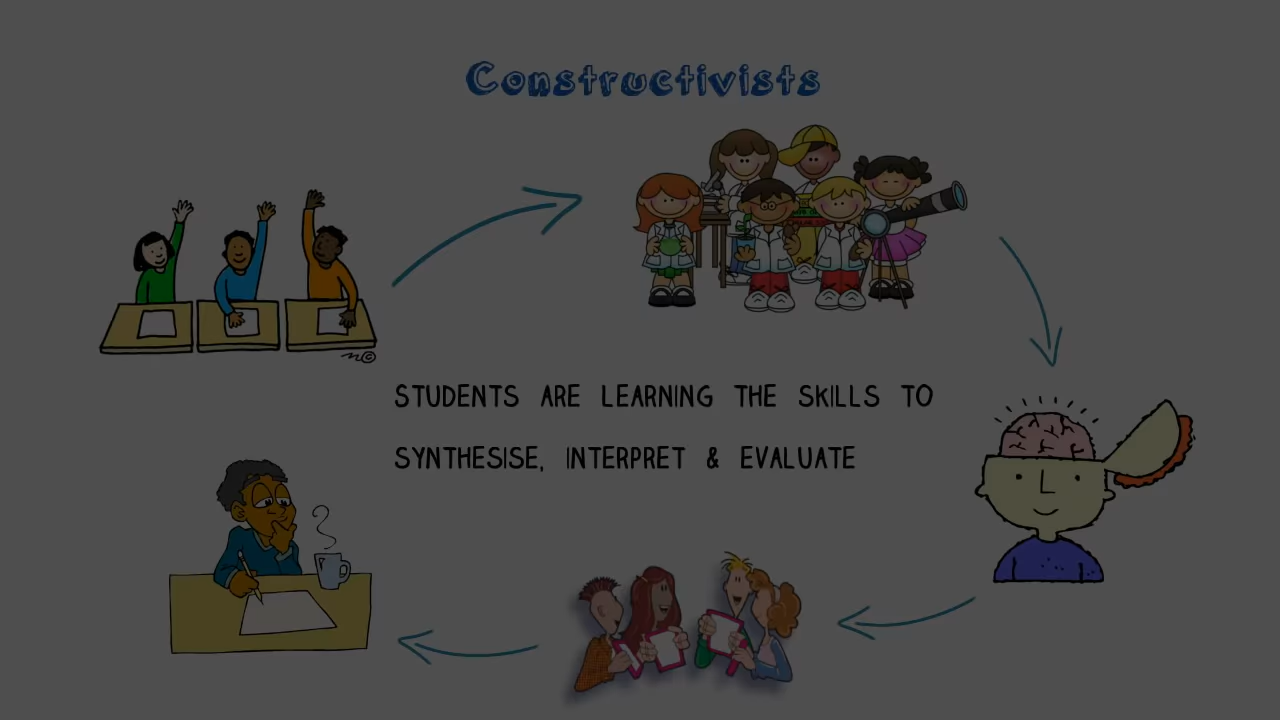 Constructivists
STUDENTS ARE LEARNING THE SKILLS TO
SYNTHESISE, INTERPRET & EVALUATE